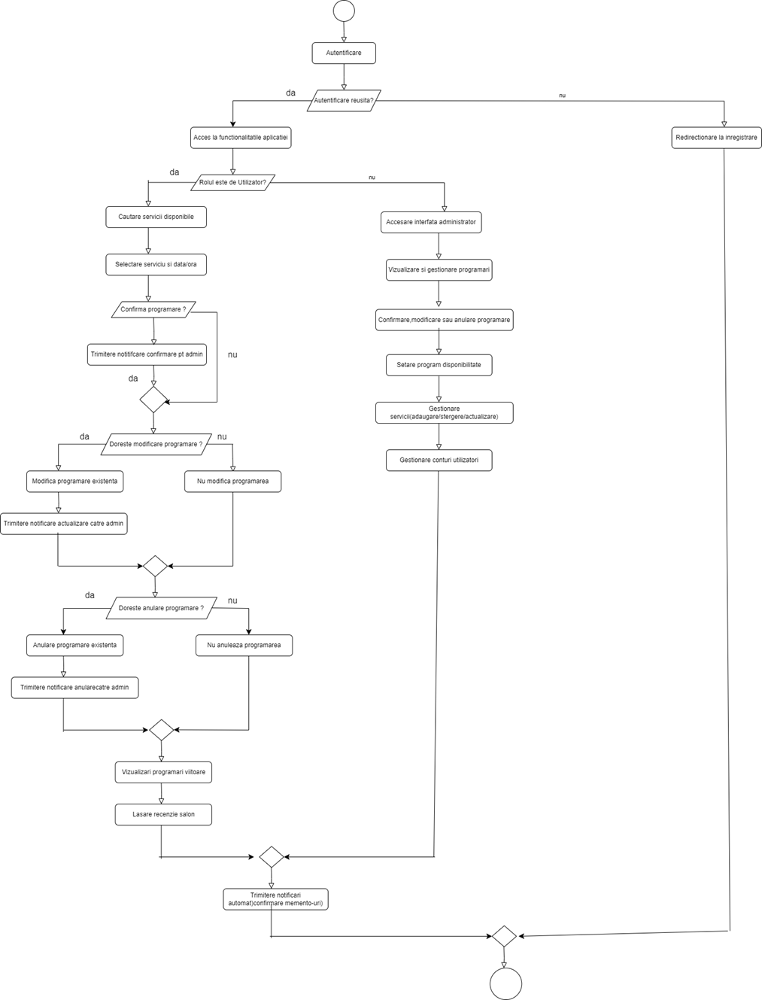 Autentificare
da
Autentificare reusita?
nu
Acces la functionalitatile aplicatiei
Redirectionare la inregistrare
da
Rolul este de Utilizator?
nu
Cautare servicii disponibile
Accesare interfata administrator
Selectare serviciu si data/ora
Vizualizare si gestionare programari
Confirma programare ?
Confirmare,modificare sau anulare programare
Trimitere notitifcare confirmare pt admin
nu
Setare program disponibilitate
da
Gestionare
servicii(adaugare/stergere/actualizare)
da
Doreste modificare programare ?
nu
Gestionare conturi utilizatori
Modifica programare existenta
Nu modifica programarea
Trimitere notificare actualizare catre admin
da
Doreste anulare programare ?
nu
Anulare programare existenta
Nu anuleaza programarea
Trimitere notificare anularecatre admin
Vizualizari programari viitoare
Lasare recenzie salon
Trimitere notificari
automat)confirmare memento-uri)